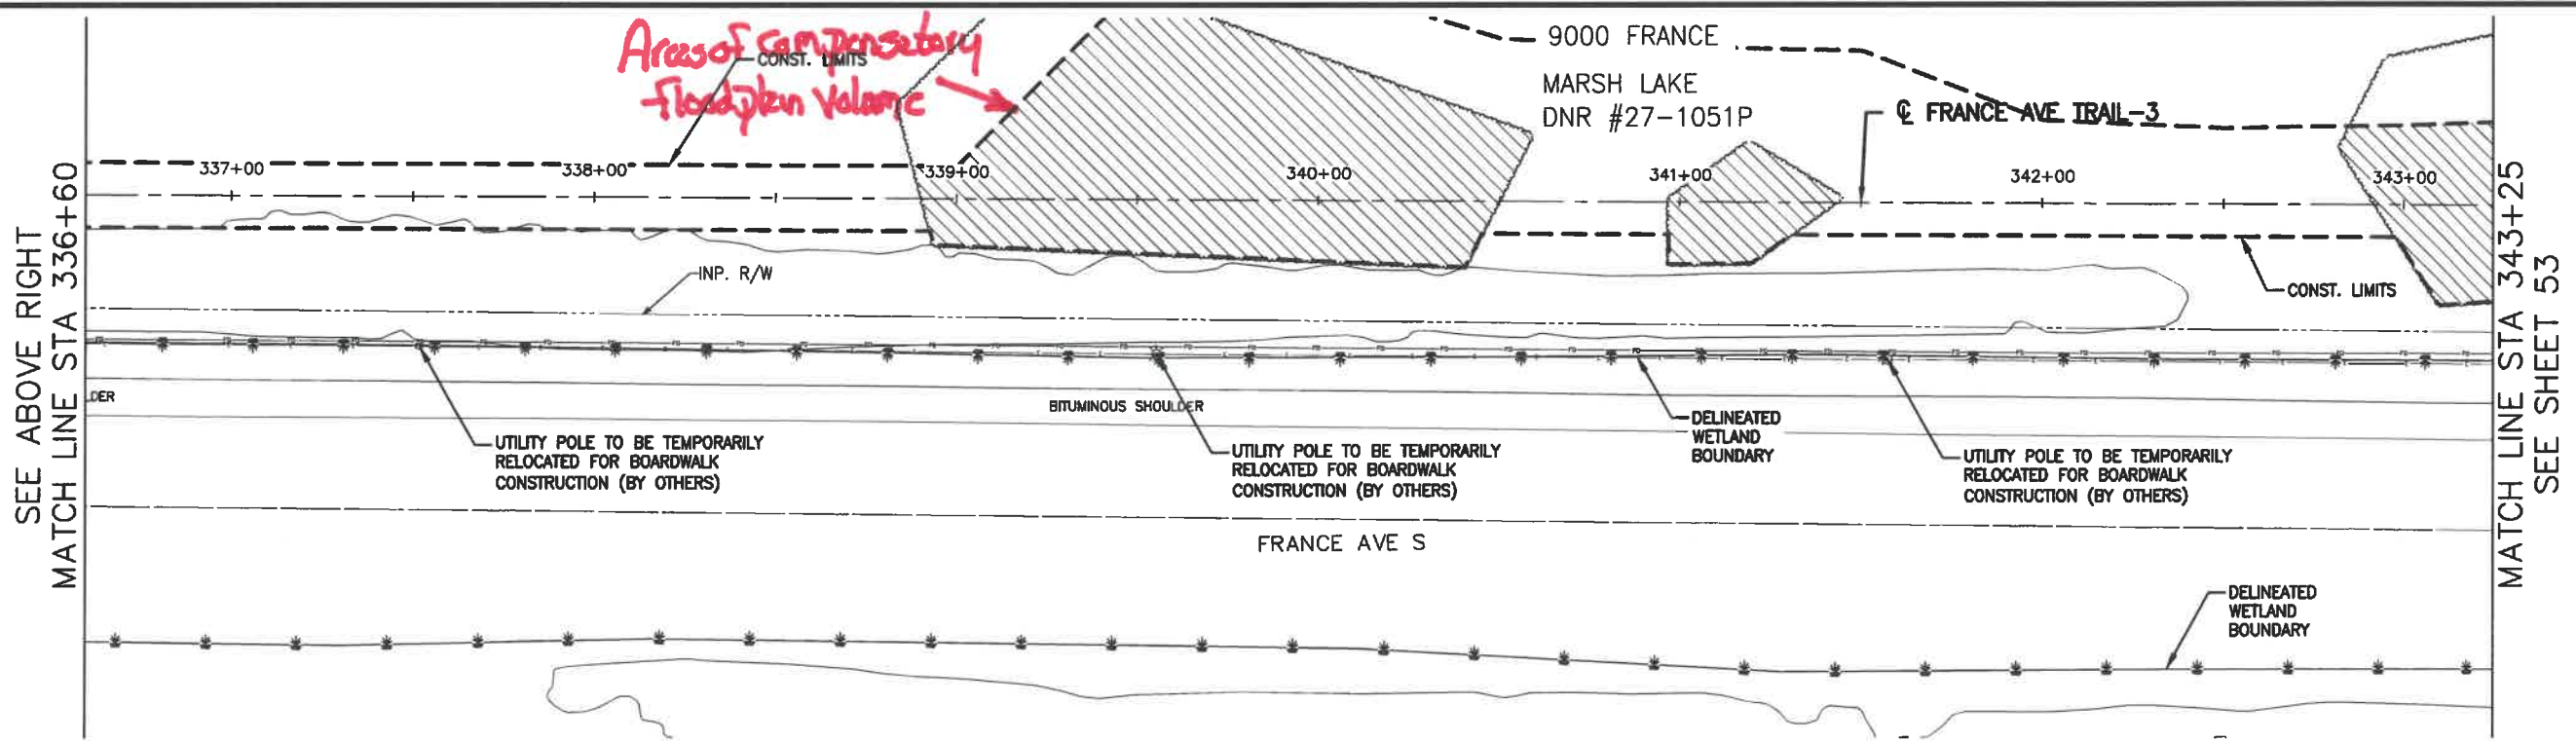 Areas of compensatory
floodplain Volume
CONST. LIMITS
9000 FRANCE
MARSH LAKE
DNR #27-1051P
℄ FRANCE AVE TRAIL-3
337+00
338+00
339+00
340+00
341+00
342+00
343+00
SEE ABOVE RIGHT
MATCH LINE STA 336+60
INP. R/W
CONST. LIMITS
DER
BITUMINOUS SHOULDER
UTILITY POLE TO BE TEMPORARILY
RELOCATED FOR BOARDWALK
CONSTRUCTION (BY OTHERS)
UTILITY POLE TO BE TEMPORARILY
RELOCATED FOR BOARDWALK
CONSTRUCTION (BY OTHERS)
DELINEATED
WETLAND
BOUNDARY
UTILITY POLE TO BE TEMPORARILY
RELOCATED FOR BOARDWALK
CONSTRUCTION (BY OTHERS)
FRANCE AVE S
DELINEATED
WETLAND
BOUNDARY
MATCH LINE STA 343+25
SEE SHEET 53